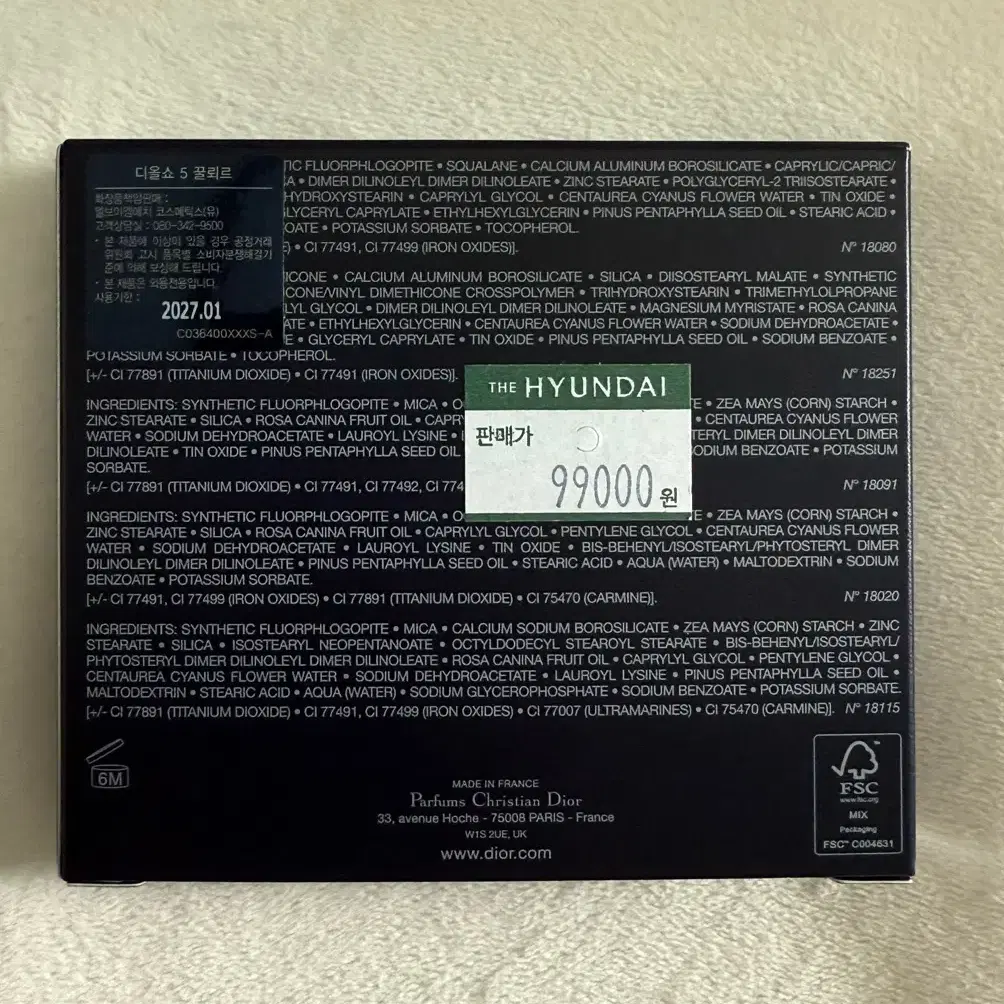 디올쇼 5 꿀뢰르
화장품책임판매 :
엘브이엠에치 코스메틱스(유)
고객상담실 : 080-342-9500
• 본 제품에 이상이 있을 경우 공정거래
위원회 고시 품목별 소비자분쟁해결기
준에 의해 보상해 드립니다.
• 본 제품은 외용전용입니다.
사용기한 :
2027.01
C036400XXXS-A
TIC FLUORPHLOGOPITE • SQUALANE • CALCIUM ALUMINUM BOROSILICATE • CAPRYLIC/CAPRIC/
• DIMER DILINOLEYL DIMER DILINOLEATE • ZINC STEARATE • POLYGLYCERYL-2 TRIISOSTEARATE •
HYDROXYSTEARIN • CAPRYLYL GLYCOL • CENTAUREA CYANUS FLOWER WATER • TIN OXIDE •
GLYCERYL CAPRYLATE • ETHYLHEXYLGLYCERIN • PINUS PENTAPHYLLA SEED OIL • STEARIC ACID •
OATE • POTASSIUM SORBATE • TOCOPHEROL.
E) • CI 77491, CI 77499 (IRON OXIDES)]. N° 18080
ICONE • CALCIUM ALUMINUM BOROSILICATE • SILICA • DIISOSTEARYL MALATE • SYNTHETIC
CONE/VINYL DIMETHICONE CROSSPOLYMER • TRIHYDROXYSTEARIN • TRIMETHYLOLPROPANE
LYL GLYCOL • DIMER DILINOLEYL DIMER DILINOLEATE • MAGNESIUM MYRISTATE • ROSA CANINA
ATE • ETHYLHEXYLGLYCERIN • CENTAUREA CYANUS FLOWER WATER • SODIUM DEHYDROACETATE •
E • GLYCERYL CAPRYLATE • TIN OXIDE • PINUS PENTAPHYLLA SEED OIL • SODIUM BENZOATE •
POTASSIUM SORBATE • TOCOPHEROL.
[+/- CI 77891 (TITANIUM DIOXIDE) • CI 77491 (IRON OXIDES)]. N° 18251
THE HYUNDAI
판매가
99000원
INGREDIENTS: SYNTHETIC FLUORPHLOGOPITE • MICA • O TE • ZEA MAYS (CORN) STARCH •
ZINC STEARATE • SILICA • ROSA CANINA FRUIT OIL • CAPR • CENTAUREA CYANUS FLOWER
WATER • SODIUM DEHYDROACETATE • LAUROYL LYSINE • TERYL DIMER DILINOLEYL DIMER
DILINOLEATE • TIN OXIDE • PINUS PENTAPHYLLA SEED OIL SODIUM BENZOATE • POTASSIUM
SORBATE.
[+/- CI 77891 (TITANIUM DIOXIDE) • CI 77491, CI 77492, CI 774 N° 18091
INGREDIENTS: SYNTHETIC FLUORPHLOGOPITE • MICA • O E • ZEA MAYS (CORN) STARCH •
ZINC STEARATE • SILICA • ROSA CANINA FRUIT OIL • CAPRYLYL GLYCOL • PENTYLENE GLYCOL • CENTAUREA CYANUS FLOWER
WATER • SODIUM DEHYDROACETATE • LAUROYL LYSINE • TIN OXIDE • BIS-BEHENYL/ISOSTEARYL/PHYTOSTERYL DIMER
DILINOLEYL DIMER DILINOLEATE • PINUS PENTAPHYLLA SEED OIL • STEARIC ACID • AQUA (WATER) • MALTODEXTRIN • SODIUM
BENZOATE • POTASSIUM SORBATE.
[+/- CI 77491, CI 77499 (IRON OXIDES) • CI 77891 (TITANIUM DIOXIDE) • CI 75470 (CARMINE)]. N° 18020
INGREDIENTS: SYNTHETIC FLUORPHLOGOPITE • MICA • CALCIUM SODIUM BOROSILICATE • ZEA MAYS (CORN) STARCH • ZINC
STEARATE • SILICA • ISOSTEARYL NEOPENTANOATE • OCTYLDODECYL STEAROYL STEARATE • BIS-BEHENYL/ISOSTEARYL/
PHYTOSTERYL DIMER DILINOLEYL DIMER DILINOLEATE • ROSA CANINA FRUIT OIL • CAPRYLYL GLYCOL • PENTYLENE GLYCOL •
CENTAUREA CYANUS FLOWER WATER • SODIUM DEHYDROACETATE • LAUROYL LYSINE • PINUS PENTAPHYLLA SEED OIL •
MALTODEXTRIN • STEARIC ACID • AQUA (WATER) • SODIUM GLYCEROPHOSPHATE • SODIUM BENZOATE • POTASSIUM SORBATE.
[+/- CI 77891 (TITANIUM DIOXIDE) • CI 77491, CI 77499 (IRON OXIDES) • CI 77007 (ULTRAMARINES) • CI 75470 (CARMINE)]. N° 18115
6M
MADE IN FRANCE
Parfums Christian Dior
33, avenue Hoche - 75008 PARIS - France
W1S 2UE, UK
www.dior.com
FSC
www.fsc.org
MIX
Packaging
FSC™ C004631